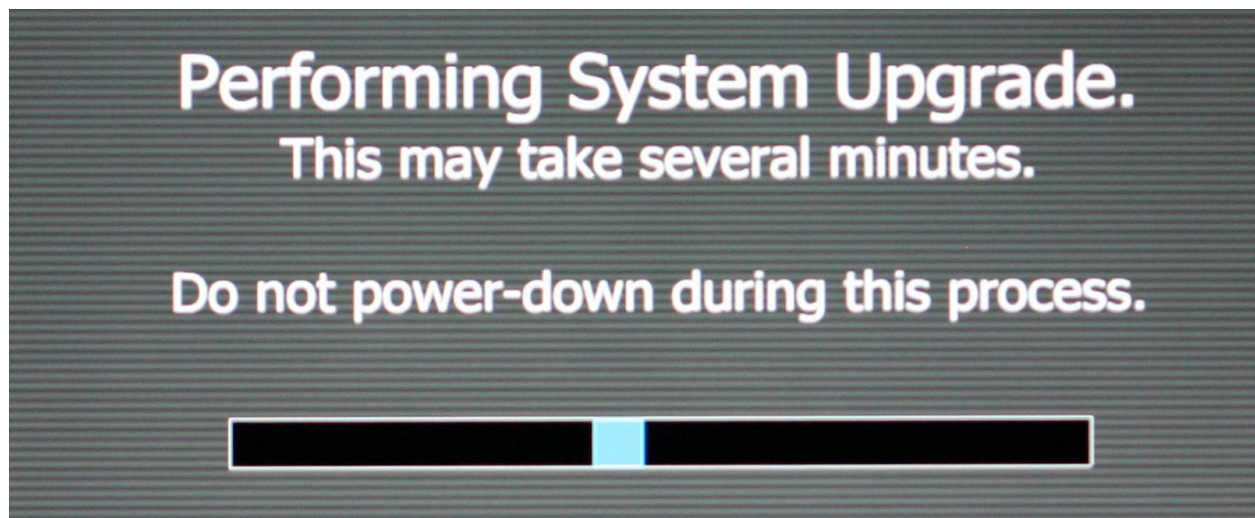 Performing System Upgrade.
This may take several minutes.
Do not power-down during this process.